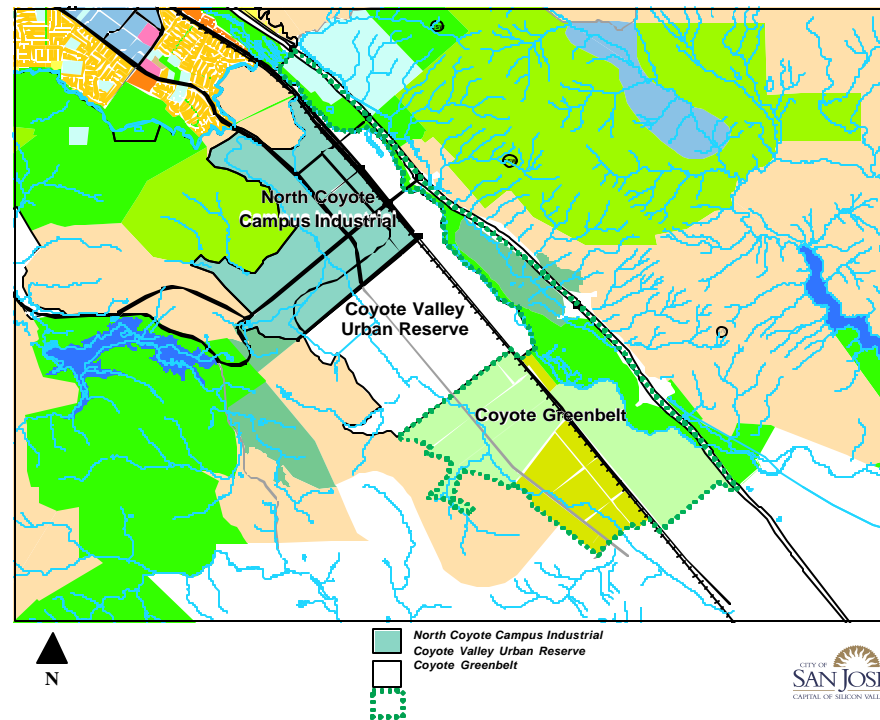 North Coyote
Campus Industrial
Coyote Valley
Urban Reserve
Coyote Greenbelt
N
North Coyote Campus Industrial
Coyote Valley Urban Reserve
Coyote Greenbelt
CITY OF
SAN JOSE
CAPITAL OF SILICON VALL